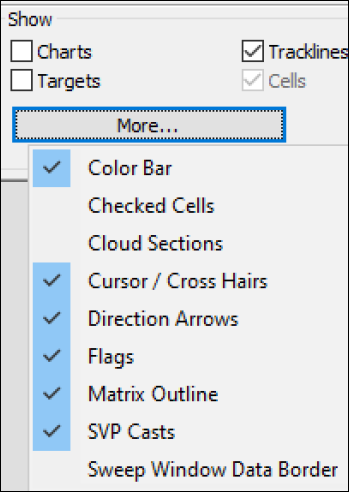 Show
Charts Tracklines
Targets Cells
More...
Color Bar
Checked Cells
Cloud Sections
Cursor / Cross Hairs
Direction Arrows
Flags
Matrix Outline
SVP Casts
Sweep Window Data Border